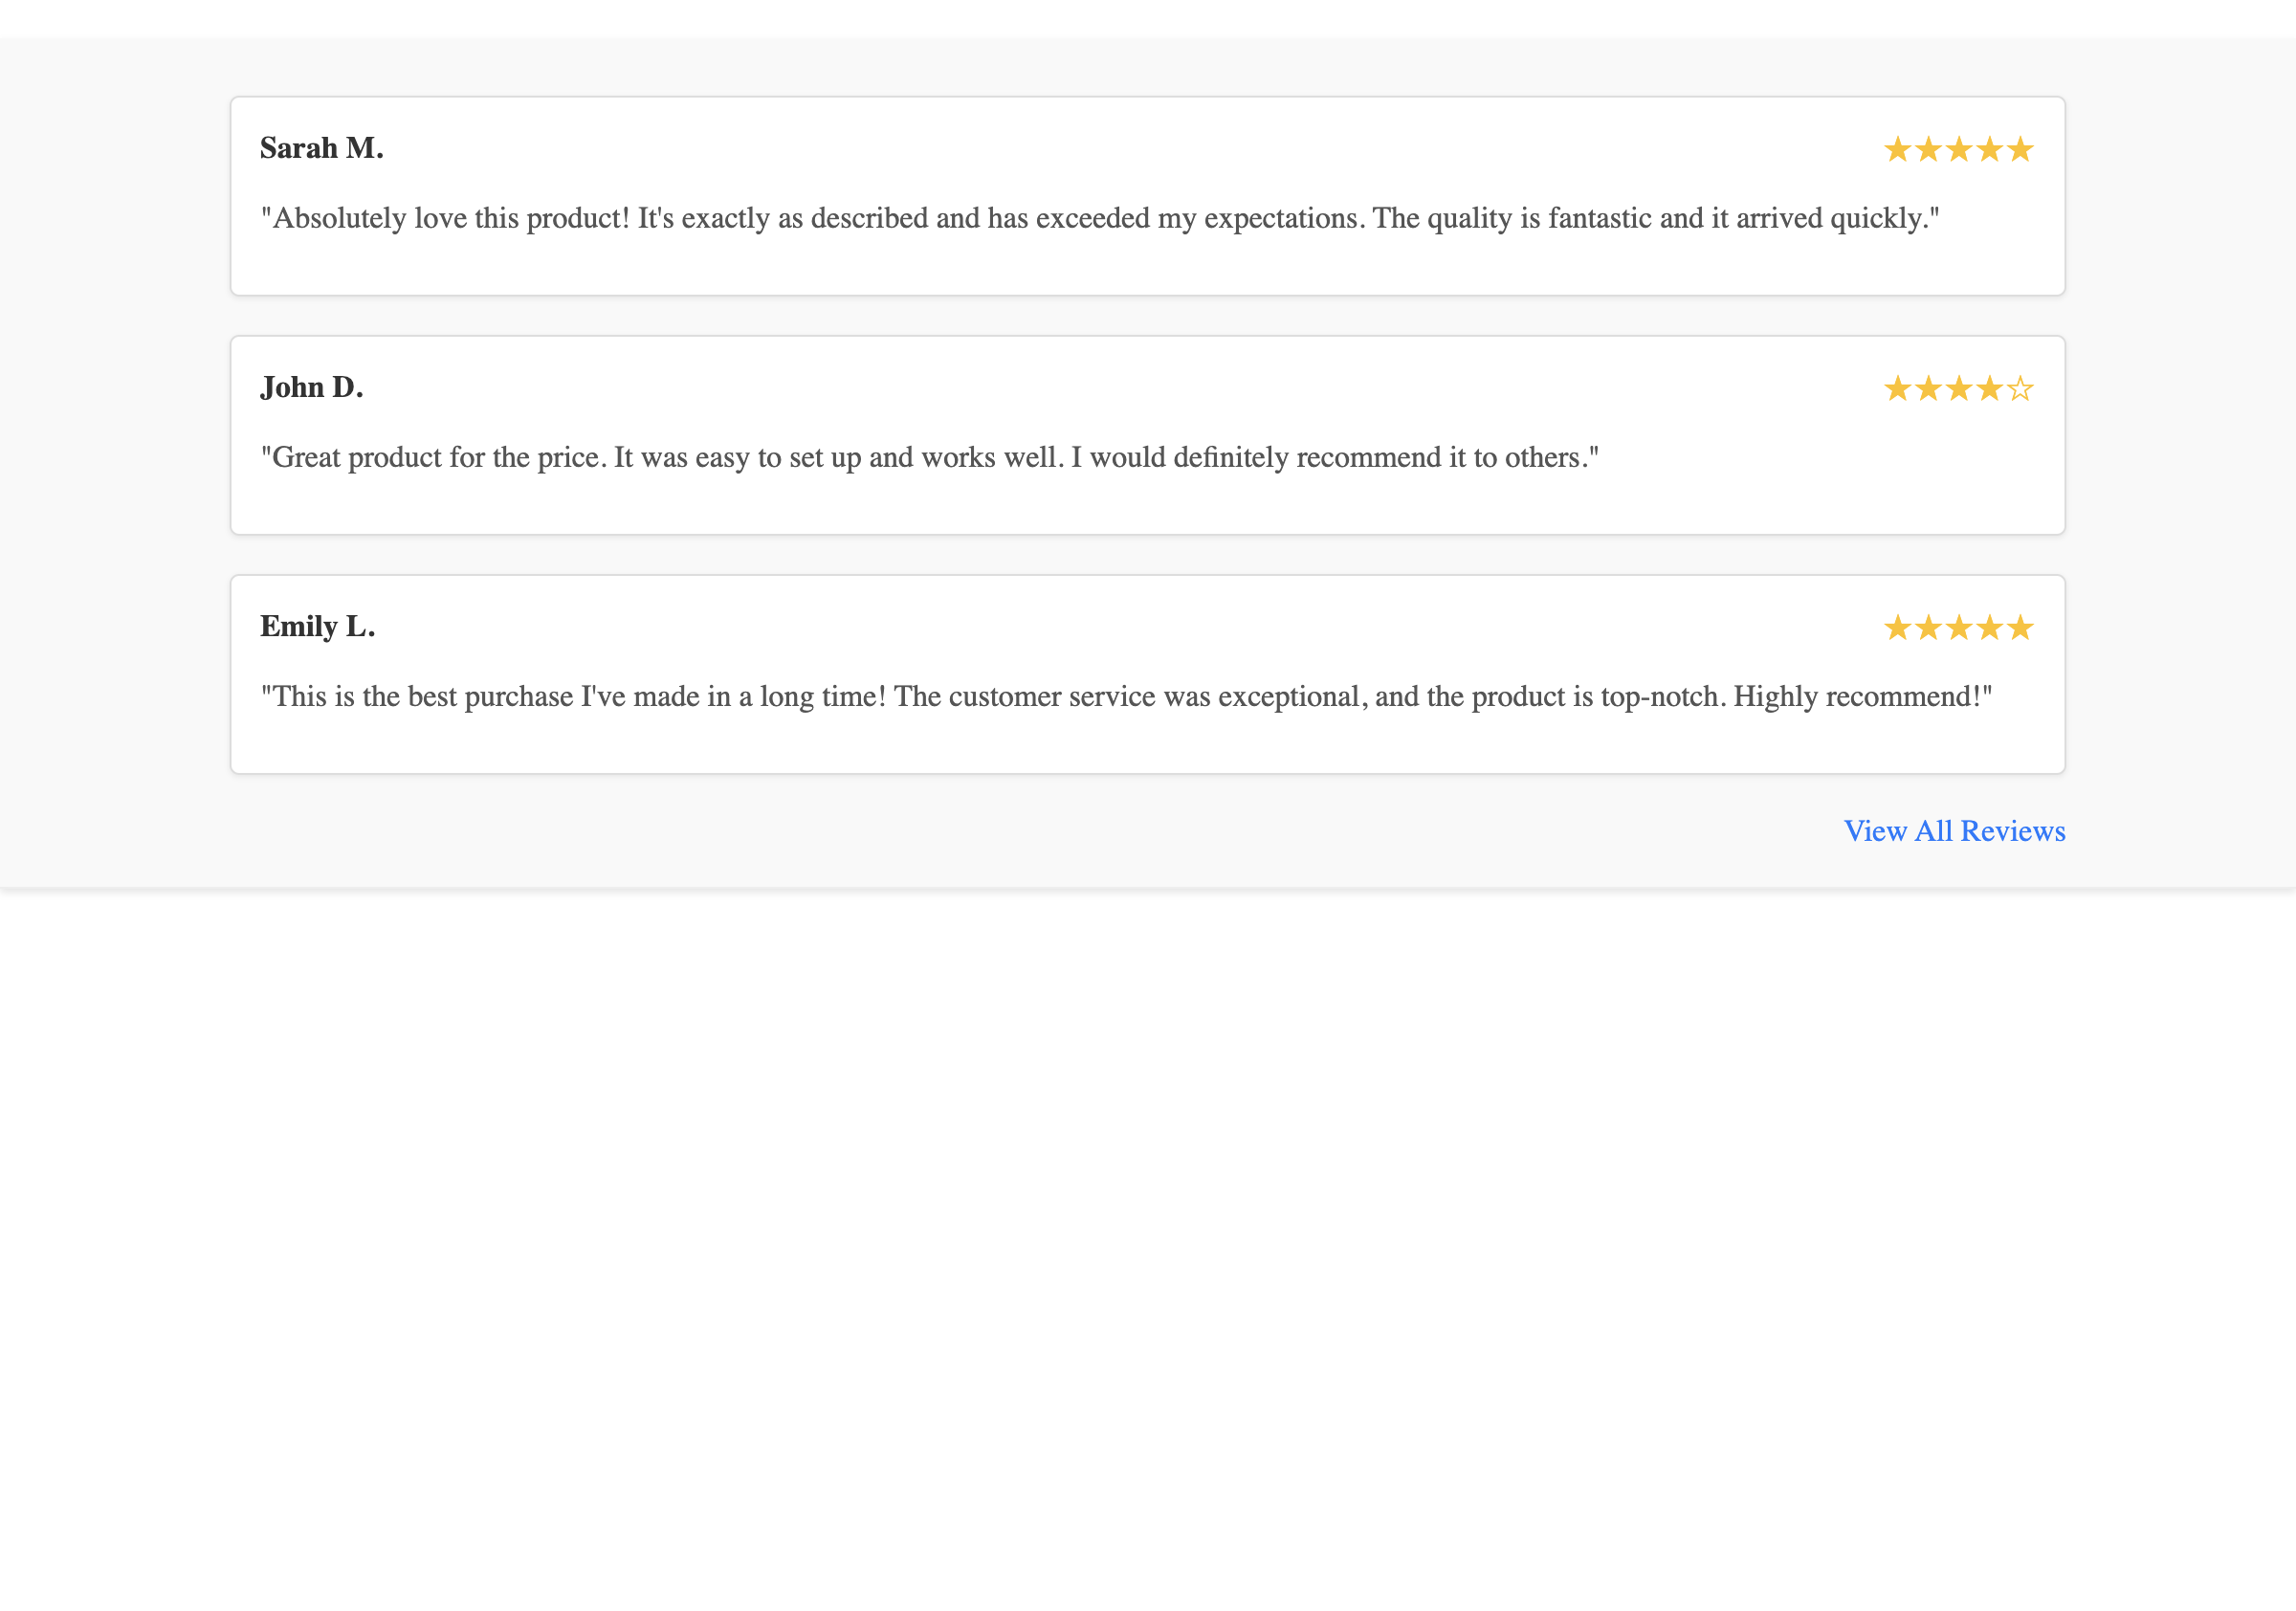 Sarah M. ★★★★★
"Absolutely love this product! It's exactly as described and has exceeded my expectations. The quality is fantastic and it arrived quickly."
John D. ★★★★☆
"Great product for the price. It was easy to set up and works well. I would definitely recommend it to others."
Emily L. ★★★★★
"This is the best purchase I've made in a long time! The customer service was exceptional, and the product is top-notch. Highly recommend!"
View All Reviews